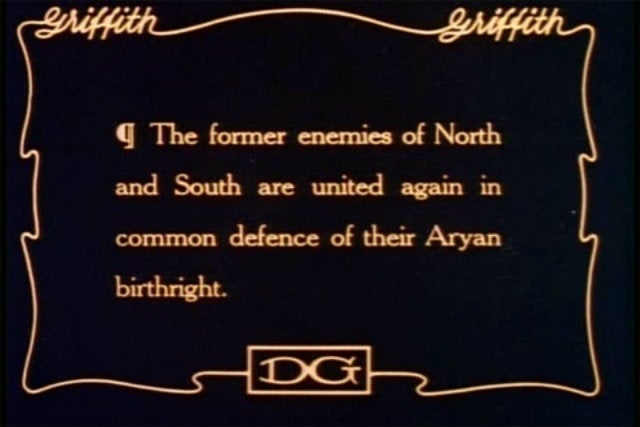 Griffith Griffith
¶ The former enemies of North
and South are united again in
common defence of their Aryan
birthright.
DG